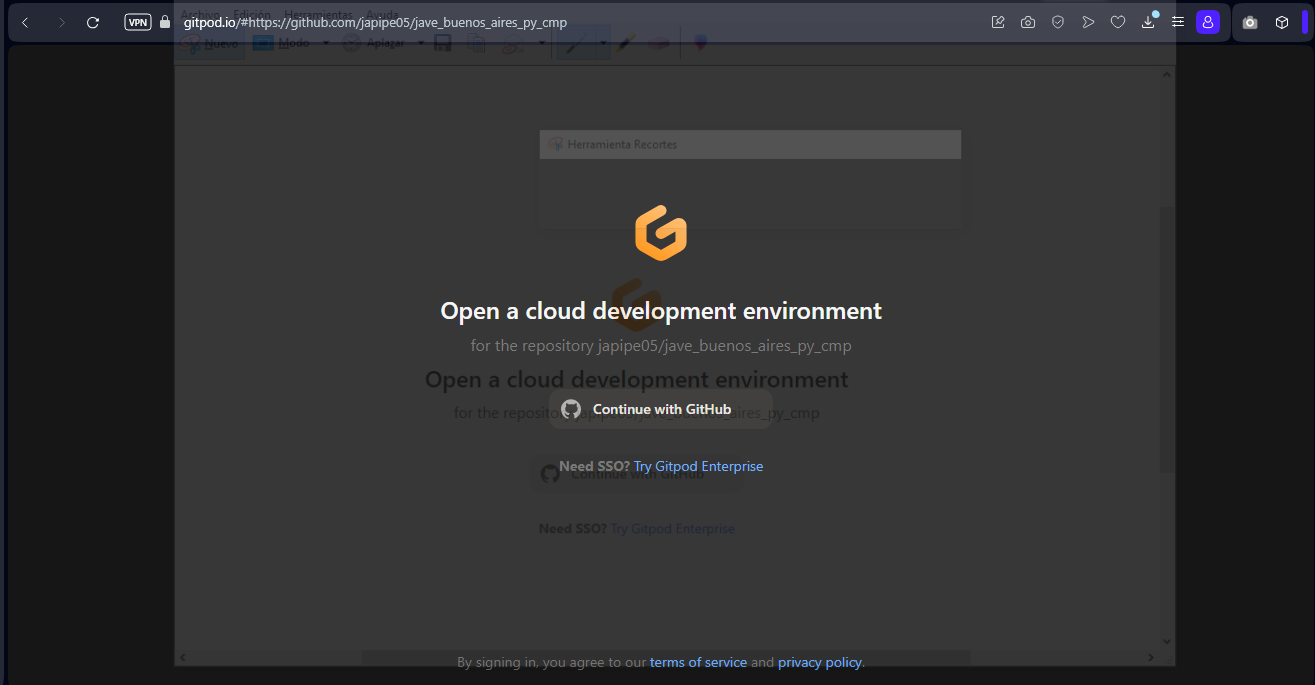 Archivo Edición Herramientas Ayuda
VPN gitpod.io/#https://github.com/japipe05/jave_buenos_aires_py_cmp
Nuevo Modo Aplazar
Herramienta Recortes
Open a cloud development environment
for the repository japipe05/jave_buenos_aires_py_cmp
Open a cloud development environment
Continue with GitHub
for the repository japipe05/jave_buenos_aires_py_cmp
Need SSO? Try Gitpod Enterprise
Continue with GitHub
Need SSO? Try Gitpod Enterprise
By signing in, you agree to our terms of service and privacy policy.